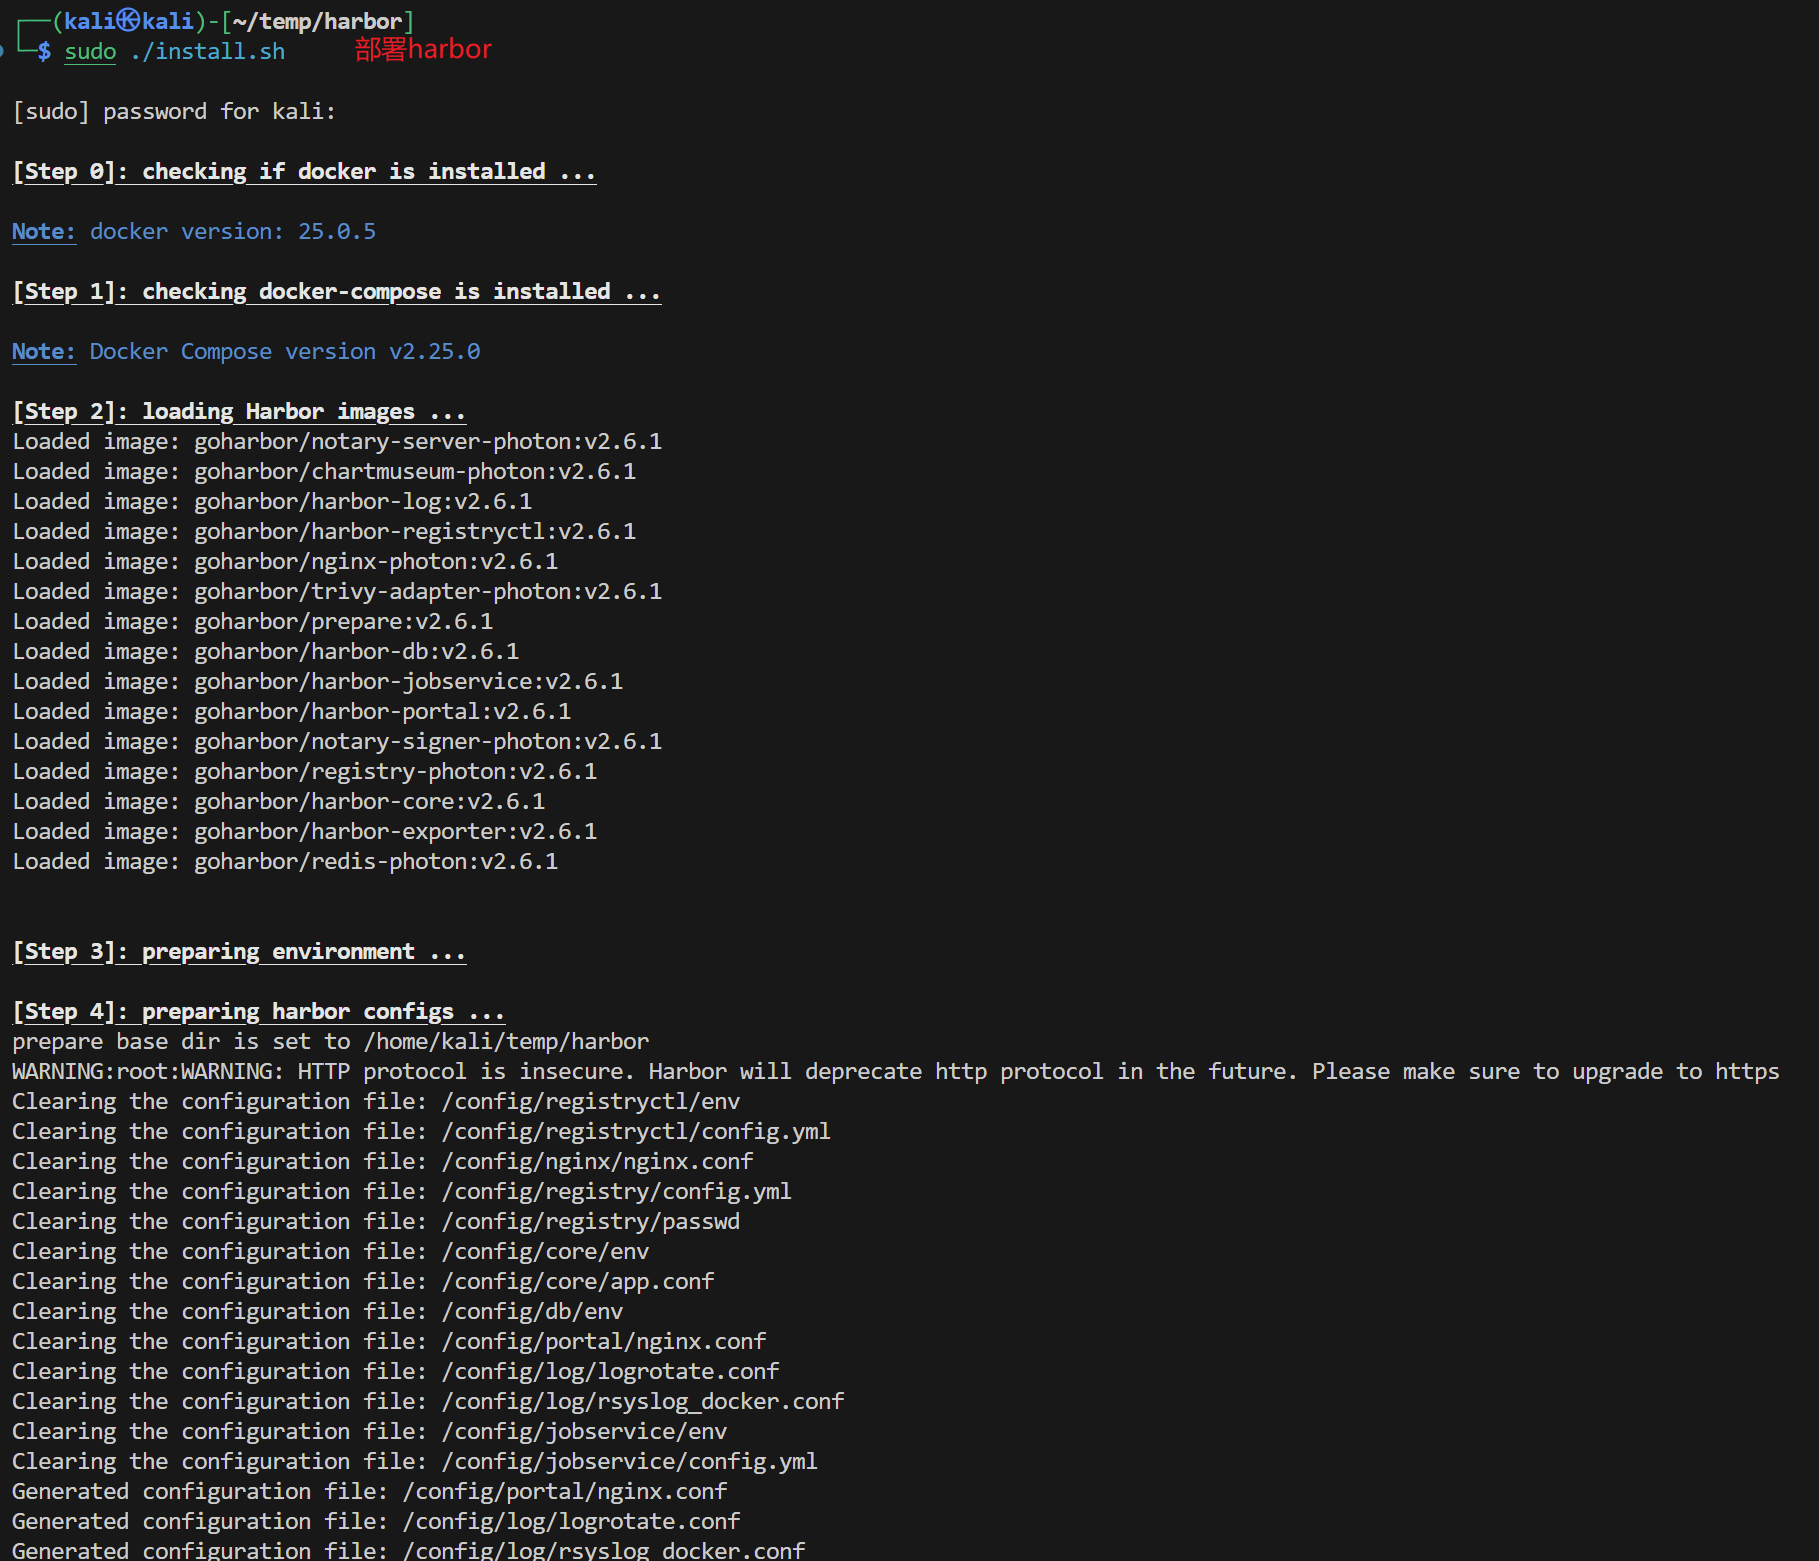 ┌──(kali㉿kali)-[~/temp/harbor]
└─$ sudo ./install.sh 部署harbor
[sudo] password for kali:
[Step 0]: checking if docker is installed ...
Note: docker version: 25.0.5
[Step 1]: checking docker-compose is installed ...
Note: Docker Compose version v2.25.0
[Step 2]: loading Harbor images ...
Loaded image: goharbor/notary-server-photon:v2.6.1
Loaded image: goharbor/chartmuseum-photon:v2.6.1
Loaded image: goharbor/harbor-log:v2.6.1
Loaded image: goharbor/harbor-registryctl:v2.6.1
Loaded image: goharbor/nginx-photon:v2.6.1
Loaded image: goharbor/trivy-adapter-photon:v2.6.1
Loaded image: goharbor/prepare:v2.6.1
Loaded image: goharbor/harbor-db:v2.6.1
Loaded image: goharbor/harbor-jobservice:v2.6.1
Loaded image: goharbor/harbor-portal:v2.6.1
Loaded image: goharbor/notary-signer-photon:v2.6.1
Loaded image: goharbor/registry-photon:v2.6.1
Loaded image: goharbor/harbor-core:v2.6.1
Loaded image: goharbor/harbor-exporter:v2.6.1
Loaded image: goharbor/redis-photon:v2.6.1
[Step 3]: preparing environment ...
[Step 4]: preparing harbor configs ...
prepare base dir is set to /home/kali/temp/harbor
WARNING:root:WARNING: HTTP protocol is insecure. Harbor will deprecate http protocol in the future. Please make sure to upgrade to https
Clearing the configuration file: /config/registryctl/env
Clearing the configuration file: /config/registryctl/config.yml
Clearing the configuration file: /config/nginx/nginx.conf
Clearing the configuration file: /config/registry/config.yml
Clearing the configuration file: /config/registry/passwd
Clearing the configuration file: /config/core/env
Clearing the configuration file: /config/core/app.conf
Clearing the configuration file: /config/db/env
Clearing the configuration file: /config/portal/nginx.conf
Clearing the configuration file: /config/log/logrotate.conf
Clearing the configuration file: /config/log/rsyslog_docker.conf
Clearing the configuration file: /config/jobservice/env
Clearing the configuration file: /config/jobservice/config.yml
Generated configuration file: /config/portal/nginx.conf
Generated configuration file: /config/log/logrotate.conf
Generated configuration file: /config/log/rsyslog_docker.conf